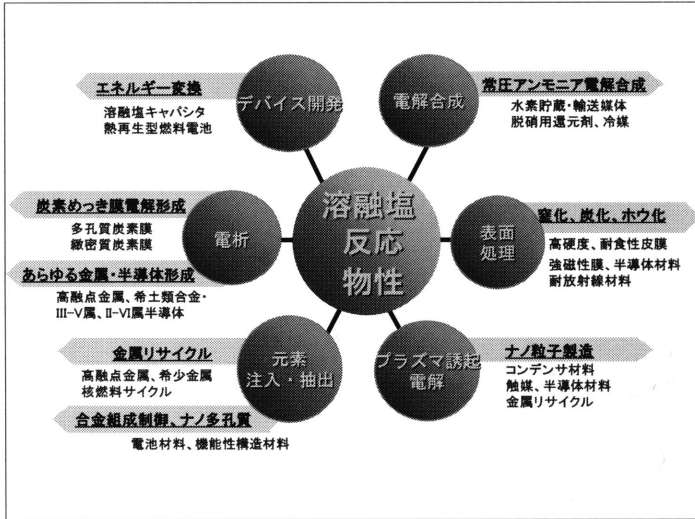 エネルギー変換
溶融塩キャパシタ
熱再生型燃料電池
デバイス開発
電解合成
常圧アンモニア電解合成
水素貯蔵・輸送媒体
脱硝用還元剤、冷媒
炭素めっき膜電解形成
多孔質炭素膜
緻密質炭素膜
あらゆる金属・半導体形成
高融点金属、希土類合金・
III-V属、II-VI属半導体
電析
溶融塩
反応
物性
表面
処理
窒化、炭化、ホウ化
高硬度、耐食性皮膜
強磁性膜、半導体材料
耐放射線材料
金属リサイクル
高融点金属、希少金属
核燃料サイクル
合金組成制御、ナノ多孔質
電池材料、機能性構造材料
元素
注入・抽出
プラズマ誘起
電解
ナノ粒子製造
コンデンサ材料
触媒、半導体材料
金属リサイクル